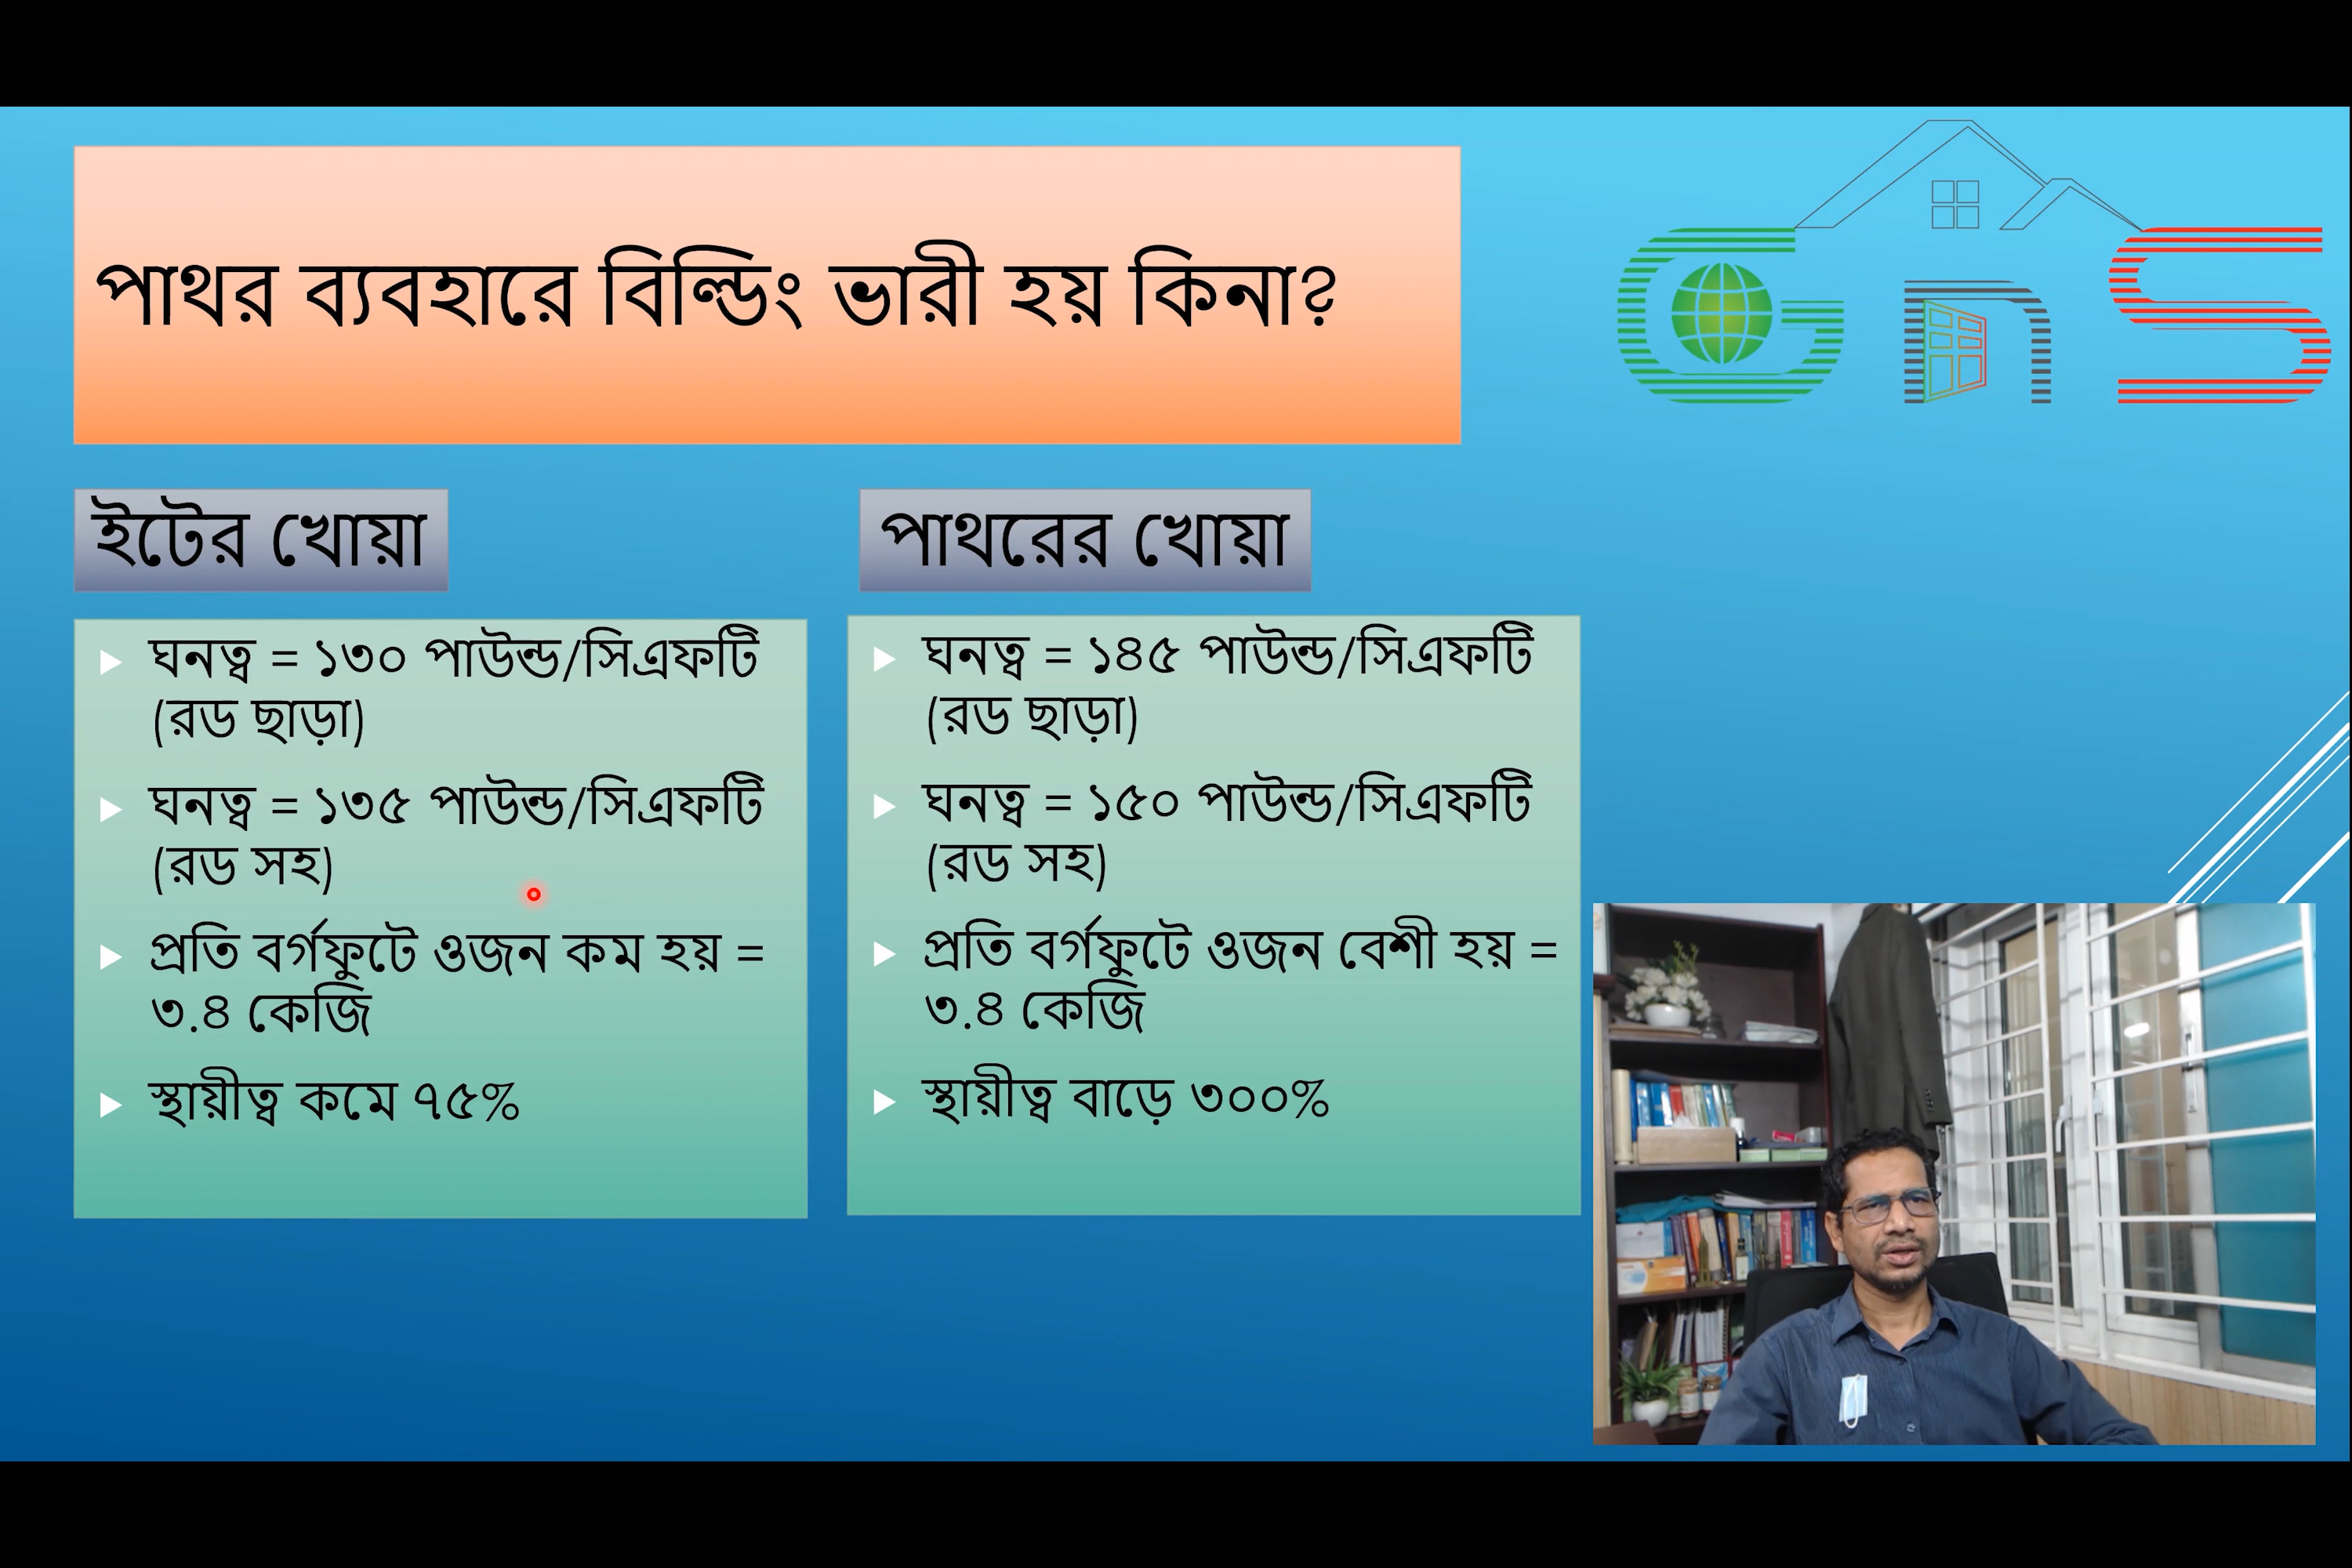 পাথর ব্যবহারে বিল্ডিং ভারী হয় কিনা?
GnS
ইটের খোয়া
ঘনত্ব = ১৩০ পাউন্ড/সিএফটি
(রড ছাড়া)
ঘনত্ব = ১৩৫ পাউন্ড/সিএফটি
(রড সহ)
প্রতি বর্গফুটে ওজন কম হয় =
৩.৪ কেজি
স্থায়ীত্ব কমে ৭৫%
পাথরের খোয়া
ঘনত্ব = ১৪৫ পাউন্ড/সিএফটি
(রড ছাড়া)
ঘনত্ব = ১৫০ পাউন্ড/সিএফটি
(রড সহ)
প্রতি বর্গফুটে ওজন বেশী হয় =
৩.৪ কেজি
স্থায়ীত্ব বাড়ে ৩০০%